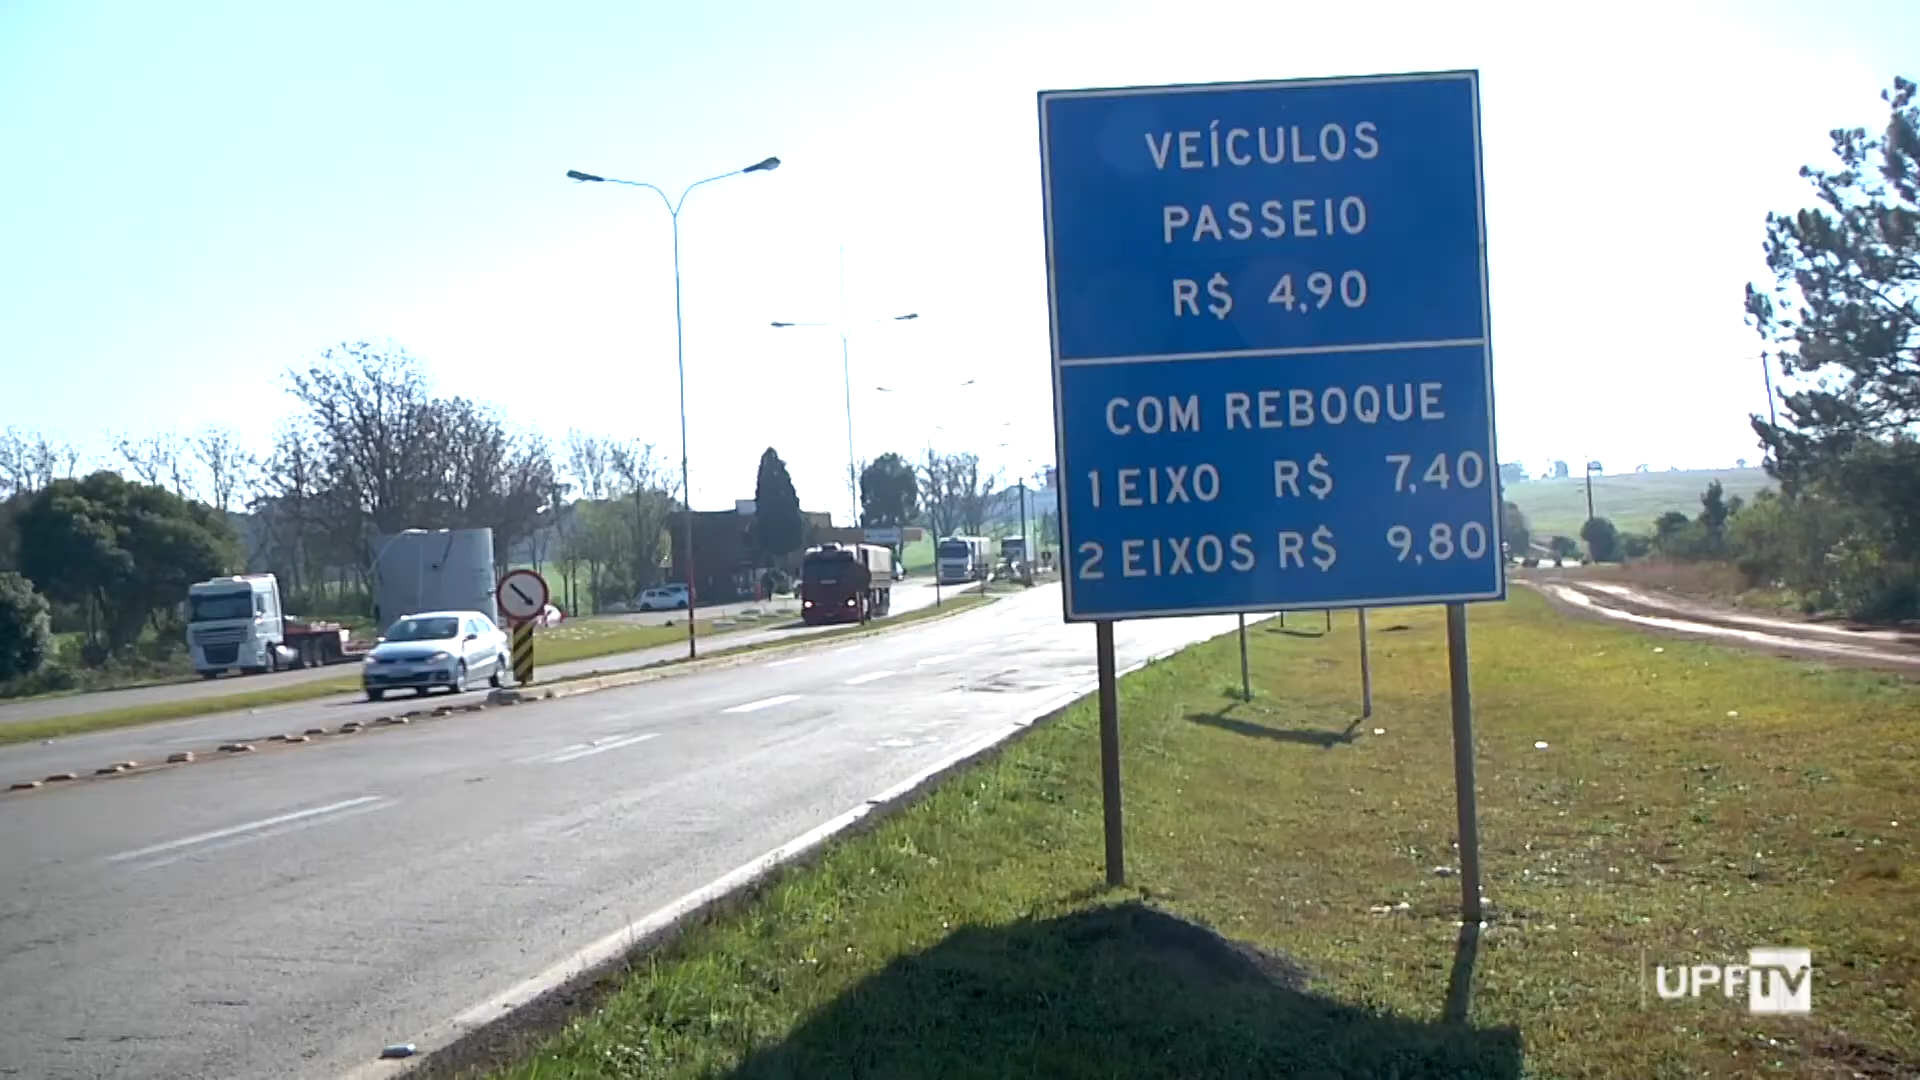 VEÍCULOS
PASSEIO
R$ 4,90
COM REBOQUE
1 EIXO R$ 7,40
2 EIXOS R$ 9,80
UPFTV